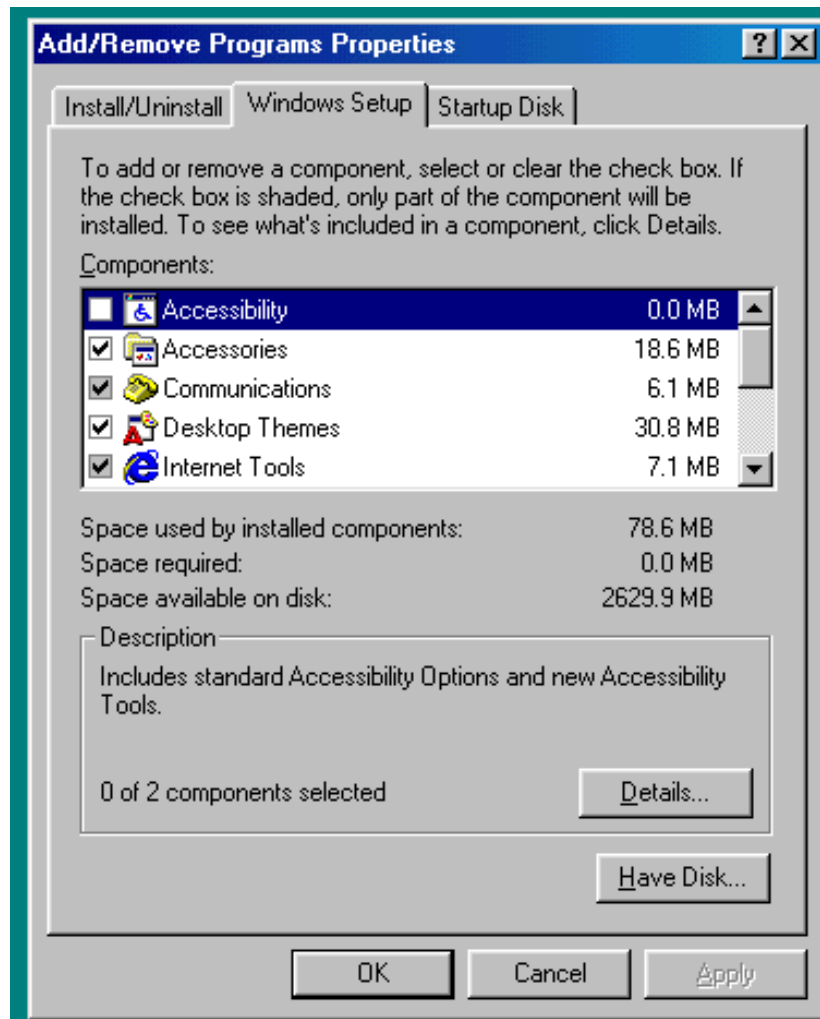 Add/Remove Programs Properties
Install/Uninstall Windows Setup Startup Disk
To add or remove a component, select or clear the check box. If
the check box is shaded, only part of the component will be
installed. To see what's included in a component, click Details.
Components:
Accessibility 0.0 MB
Accessories 18.6 MB
Communications 6.1 MB
Desktop Themes 30.8 MB
Internet Tools 7.1 MB
Space used by installed components: 78.6 MB
Space required: 0.0 MB
Space available on disk: 2629.9 MB
Description
Includes standard Accessibility Options and new Accessibility
Tools.
0 of 2 components selected Details...
Have Disk...
OK Cancel Apply